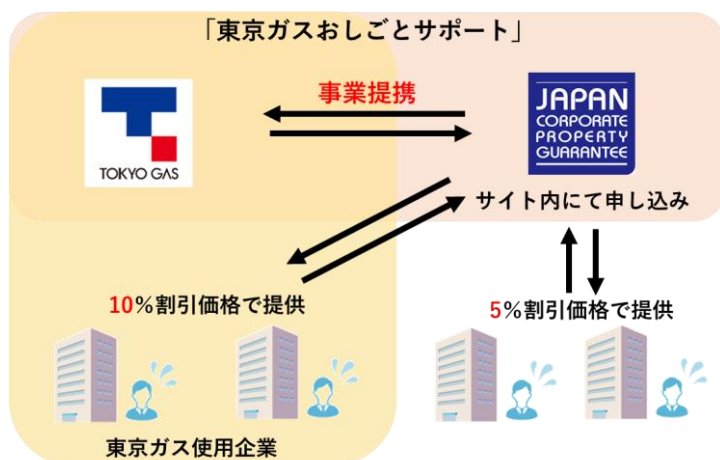 「東京ガスおしごとサポート」
事業提携
TOKYO GAS
JAPAN
CORPORATE
PROPERTY
GUARANTEE
サイト内にて申し込み
10%割引価格で提供
5%割引価格で提供
東京ガス使用企業